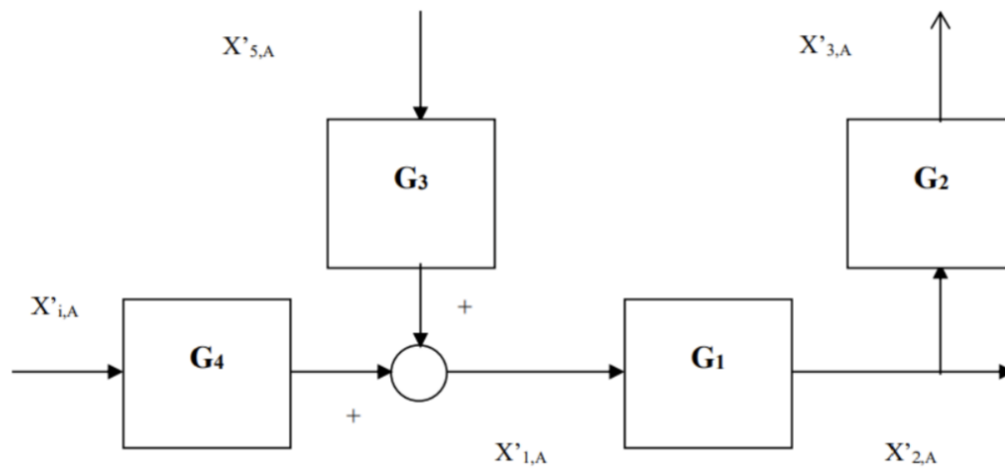 X'5,A
X'3,A
G3
G2
X'i,A
+
G4
G1
+
X'1,A
X'2,A